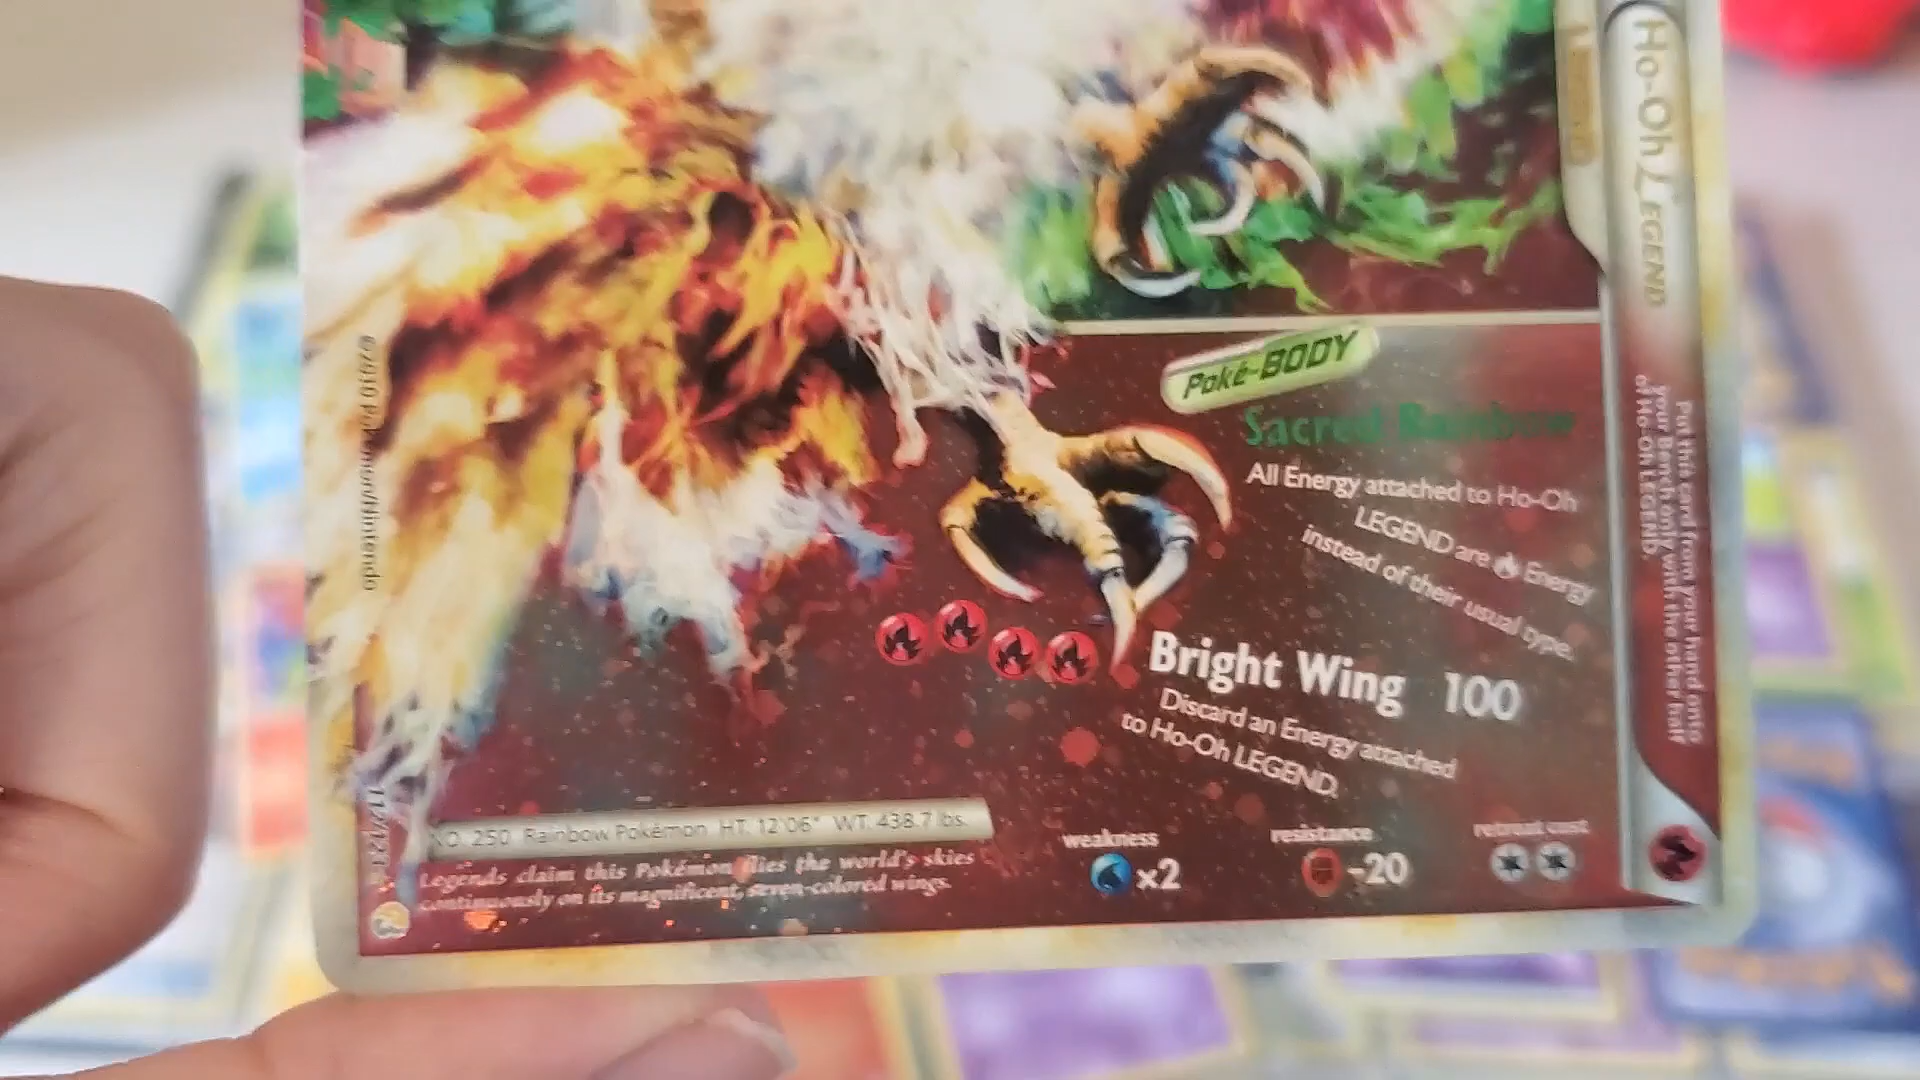 Ho-Oh LEGEND
Put this card from your hand onto
your Bench only with the other half
of Ho-Oh LEGEND.
Poké-BODY
Sacred Rainbow
All Energy attached to Ho-Oh
LEGEND are Energy
instead of their usual type.
Bright Wing 100
Discard an Energy attached
to Ho-Oh LEGEND.
©2010 Pokémon/Nintendo
112/123
NO. 250 Rainbow Pokémon HT. 12'06" WT. 438.7 lbs.
Legends claim this Pokémon flies the world's skies
continuously on its magnificent, seven-colored wings.
weakness
x2
resistance
-20
retreat cost